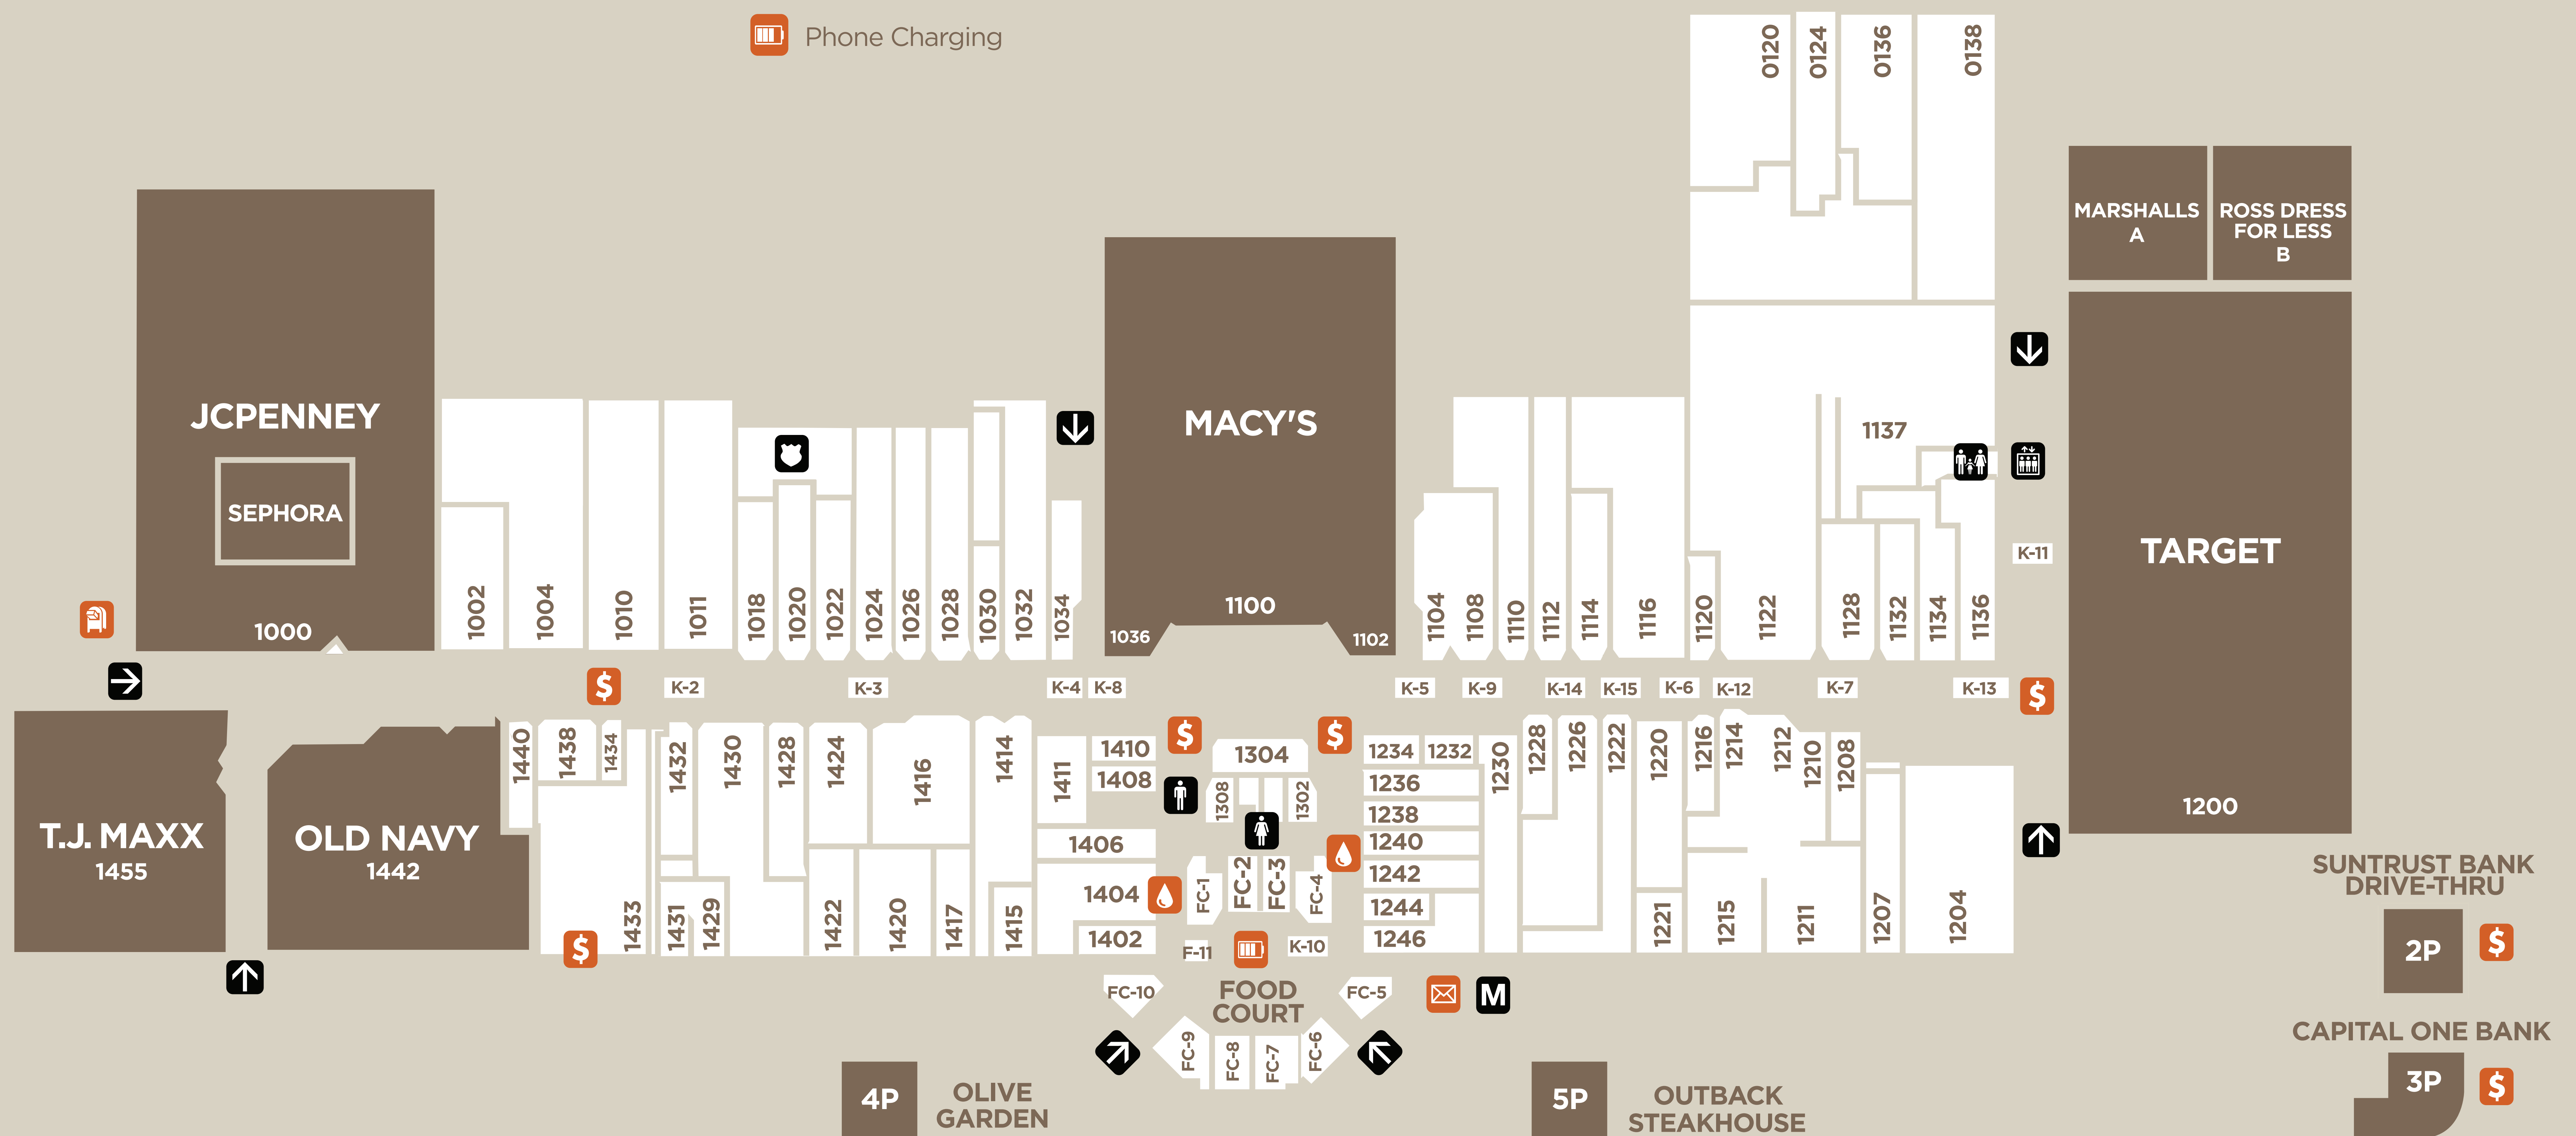 Phone Charging
0120
0124
0136
0138
MARSHALLS
A
ROSS DRESS
FOR LESS
B
JCPENNEY
SEPHORA
1000
MACY'S
1036
1100
1102
TARGET
1200
1137
K-11
1002
1004
1010
1011
1018
1020
1022
1024
1026
1028
1030
1032
1034
1104
1108
1110
1112
1114
1116
1120
1122
1128
1132
1134
1136
$
K-2
K-3
K-4
K-8
K-5
K-9
K-14
K-15
K-6
K-12
K-7
K-13
$
T.J. MAXX
1455
OLD NAVY
1442
1440
1438
1434
1432
1430
1428
1424
1416
1414
1411
1410
1408
1406
1404
1402
1433
1431
1429
1422
1420
1417
1415
$
$
$
1304
1308
1302
FC-1
FC-2
FC-3
FC-4
F-11
K-10
1234
1232
1236
1238
1240
1242
1244
1246
1230
1228
1226
1222
1220
1216
1214
1212
1210
1208
1221
1215
1211
1207
1204
FC-10
FOOD
COURT
FC-5
M
FC-9
FC-8
FC-7
FC-6
4P
OLIVE
GARDEN
5P
OUTBACK
STEAKHOUSE
SUNTRUST BANK
DRIVE-THRU
2P
$
CAPITAL ONE BANK
3P
$